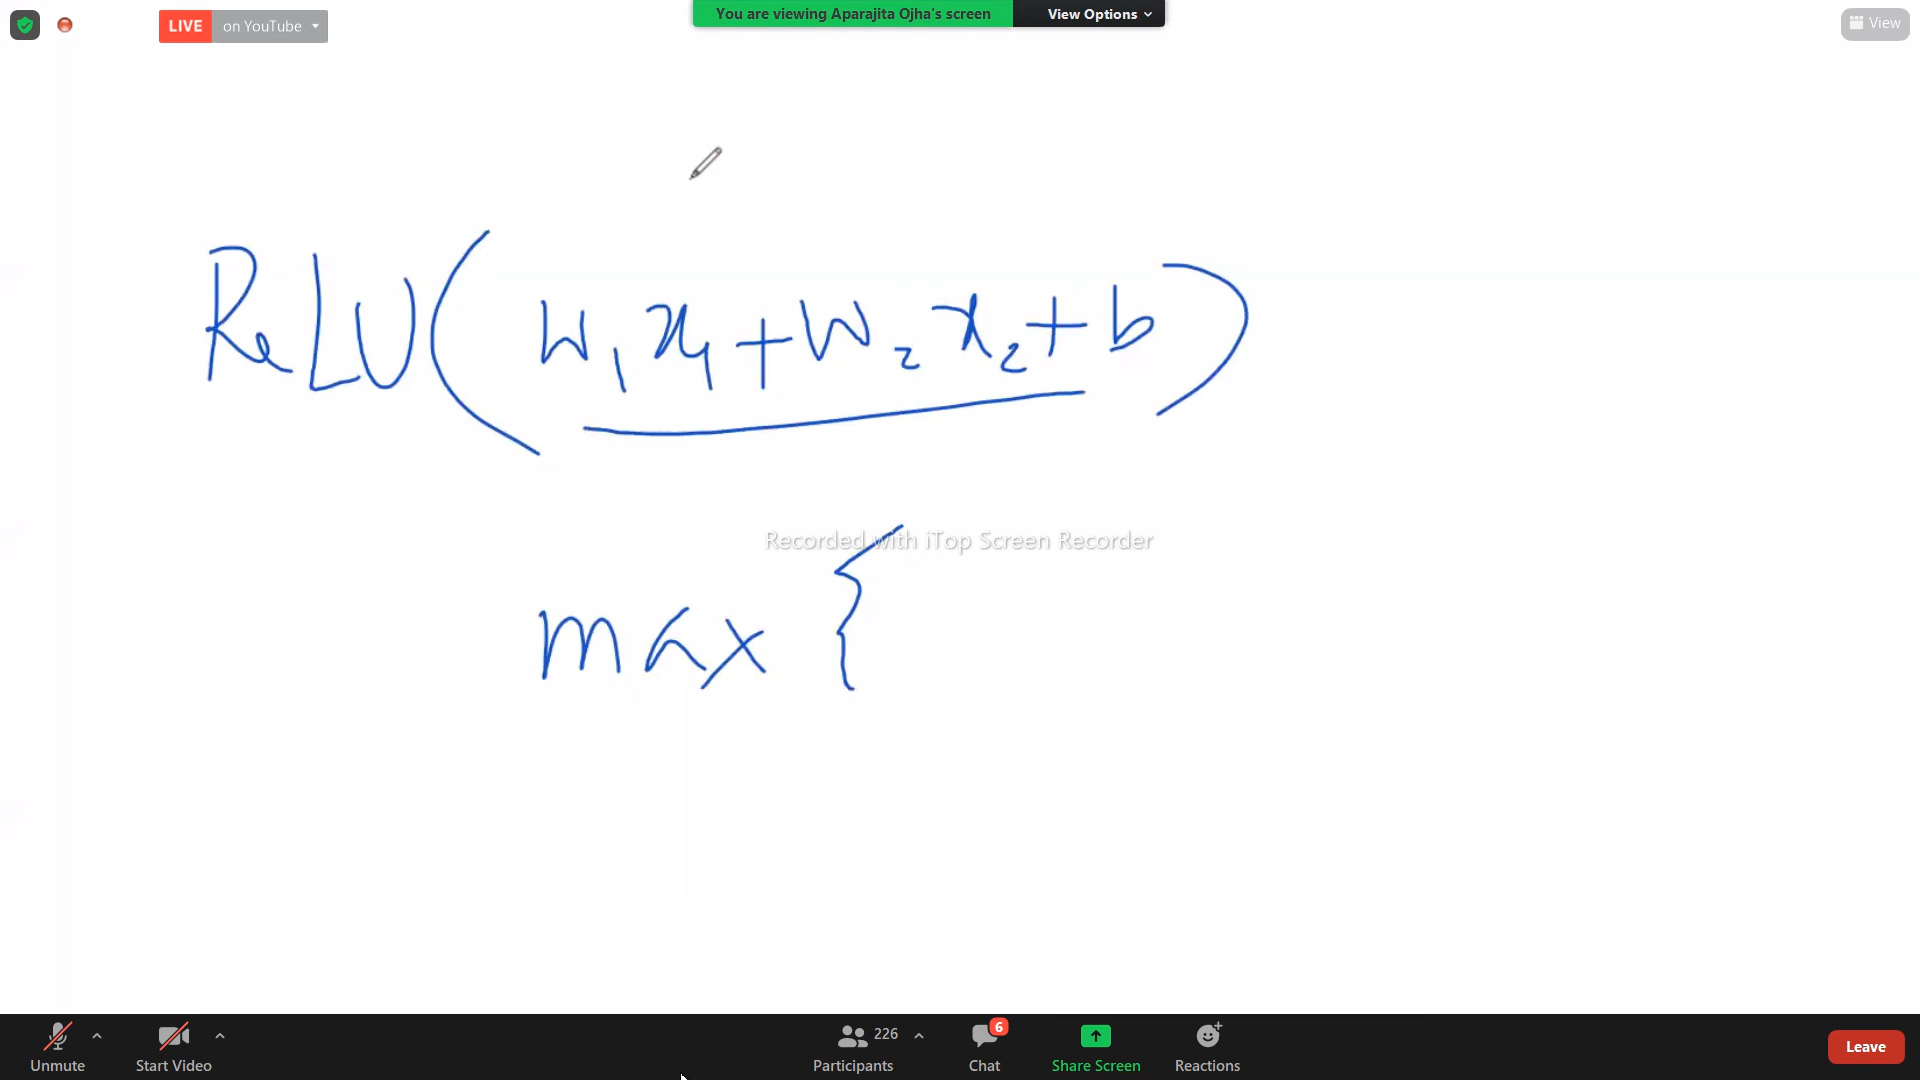 LIVE on YouTube
You are viewing Aparajita Ojha's screen View Options
View
ReLU(w₁x₁+w₂x₂+b)
Recorded with iTop Screen Recorder
max {
226 6
Unmute Start Video Participants Chat Share Screen Reactions Leave